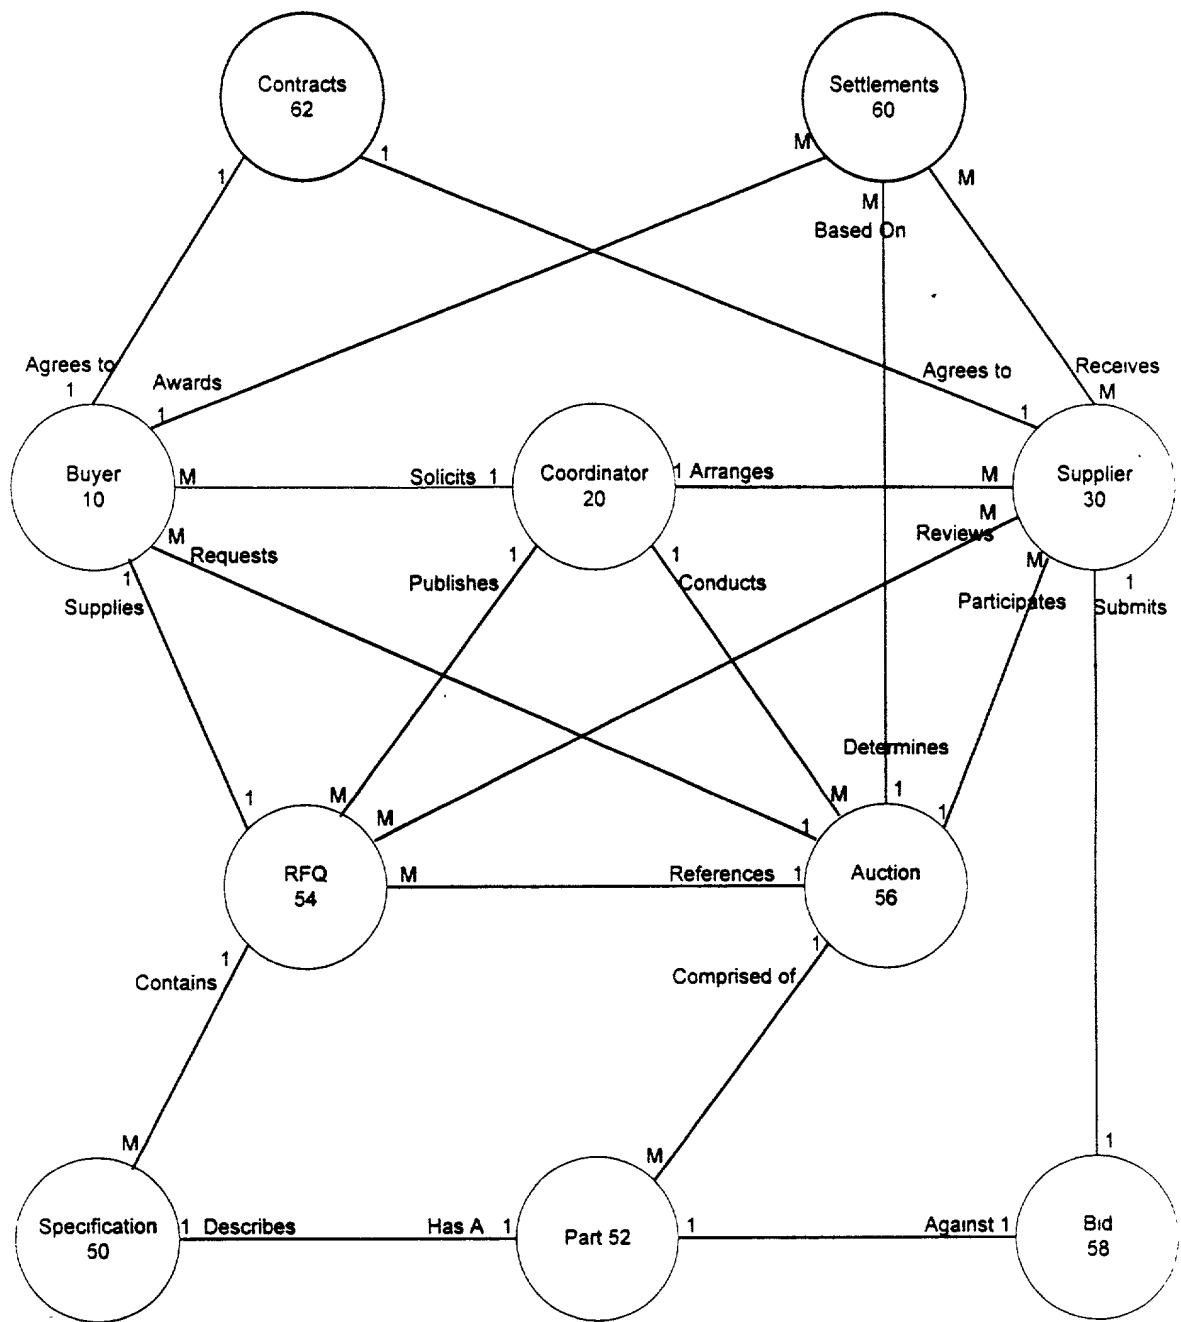 Contracts
62
Settlements
60
1
1
M
M
M
Based On
Agrees to
1
Awards
1
Agrees to
1
Receives
M
Buyer
10
M
Solicits 1
Coordinator
20
1 Arranges
M
Supplier
30
M
Requests
1
Supplies
1
Publishes
1
Conducts
M
Reviews
M
Participates
1
Submits
Determines
1
M
M
M
1
1
1
RFQ
54
M
References 1
Auction
56
1
Contains
1
Comprised of
M
M
1
Specification
50
1 Describes
Has A 1
Part 52
1
Against 1
Bid
58